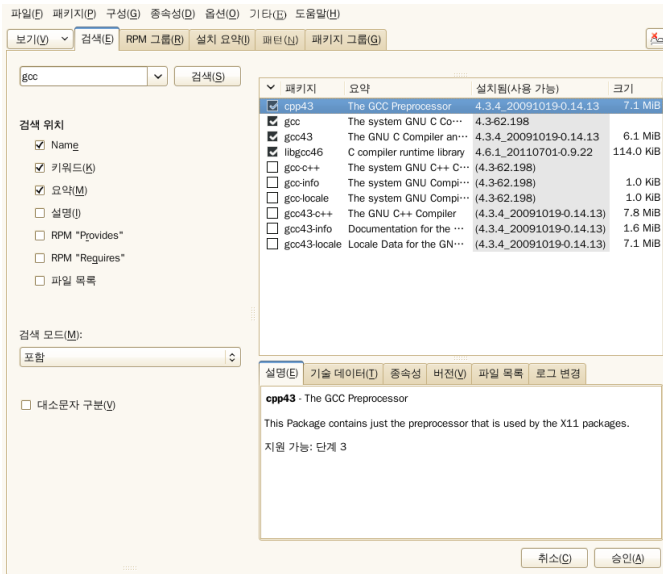 파일(F) 패키지(P) 구성(G) 종속성(D) 옵션(O) 기타(E) 도움말(H)
보기(V) 검색(E) RPM 그룹(R) 설치 요약(I) 패턴(N) 패키지 그룹(G)
gcc 검색(S)
검색 위치
Name
키워드(K)
요약(M)
설명(I)
RPM "Provides"
RPM "Requires"
파일 목록
검색 모드(M):
포함
대소문자 구분(V)
패키지 요약 설치됨(사용 가능) 크기
cpp43 The GCC Preprocessor 4.3.4_20091019-0.14.13 7.1 MiB
gcc The system GNU C Co··· 4.3-62.198
gcc43 The GNU C Compiler an··· 4.3.4_20091019-0.14.13 6.1 MiB
libgcc46 C compiler runtime library 4.6.1_20110701-0.9.22 114.0 KiB
gcc-c++ The system GNU C++ C··· (4.3-62.198)
gcc-info The system GNU Compi··· (4.3-62.198) 1.0 KiB
gcc-locale The system GNU Compi··· (4.3-62.198) 1.0 KiB
gcc43-c++ The GNU C++ Compiler (4.3.4_20091019-0.14.13) 7.8 MiB
gcc43-info Documentation for the ··· (4.3.4_20091019-0.14.13) 1.6 MiB
gcc43-locale Locale Data for the GN··· (4.3.4_20091019-0.14.13) 7.1 MiB
설명(E) 기술 데이터(T) 종속성 버전(V) 파일 목록 로그 변경
cpp43 - The GCC Preprocessor
This Package contains just the preprocessor that is used by the X11 packages.
지원 가능: 단계 3
취소(C) 승인(A)